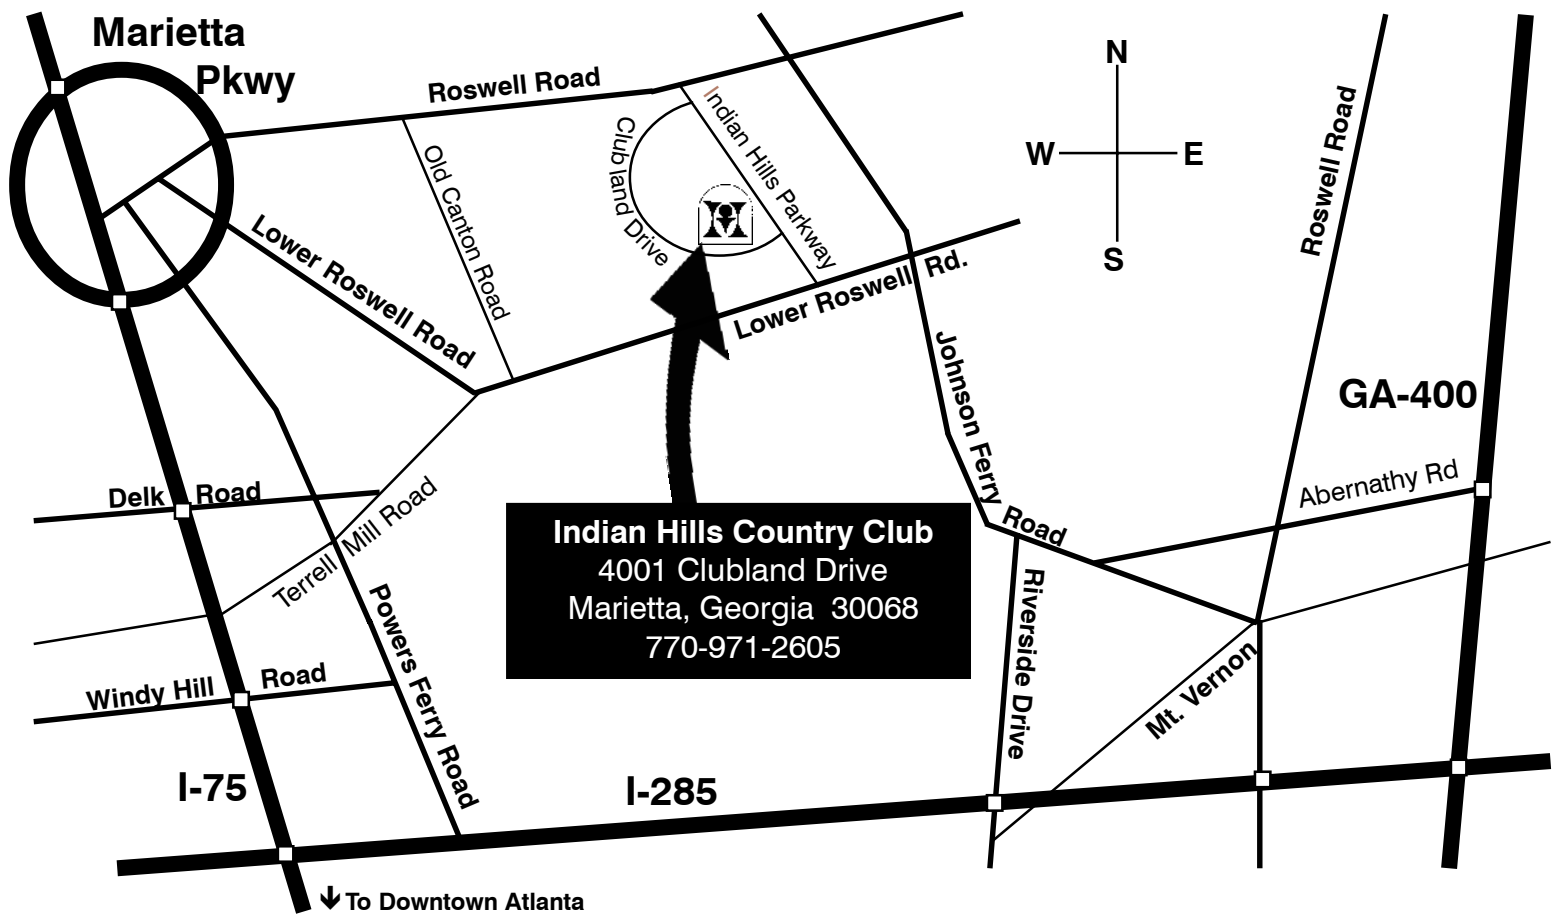 Marietta
Pkwy
Roswell Road
N
W
E
S
Indian Hills Parkway
Clubland Drive
Old Canton Road
Roswell Road
Lower Roswell Road
Lower Roswell Rd.
Johnson Ferry Road
GA-400
Abernathy Rd
Delk Road
Terrell Mill Road
Indian Hills Country Club
4001 Clubland Drive
Marietta, Georgia 30068
770-971-2605
Powers Ferry Road
Riverside Drive
Mt. Vernon
Windy Hill Road
I-75
I-285
To Downtown Atlanta